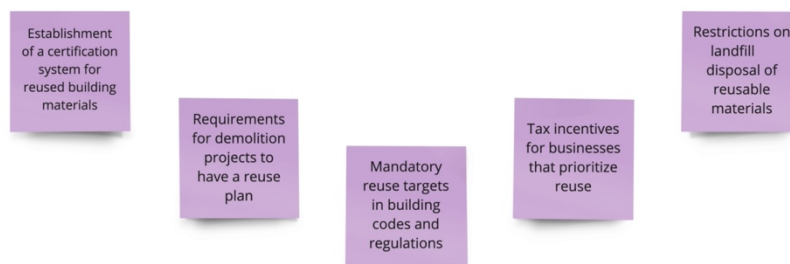 Establishment
of a certification
system for
reused building
materials
Requirements
for demolition
projects to
have a reuse
plan
Mandatory
reuse targets
in building
codes and
regulations
Tax incentives
for businesses
that prioritize
reuse
Restrictions on
landfill
disposal of
reusable
materials